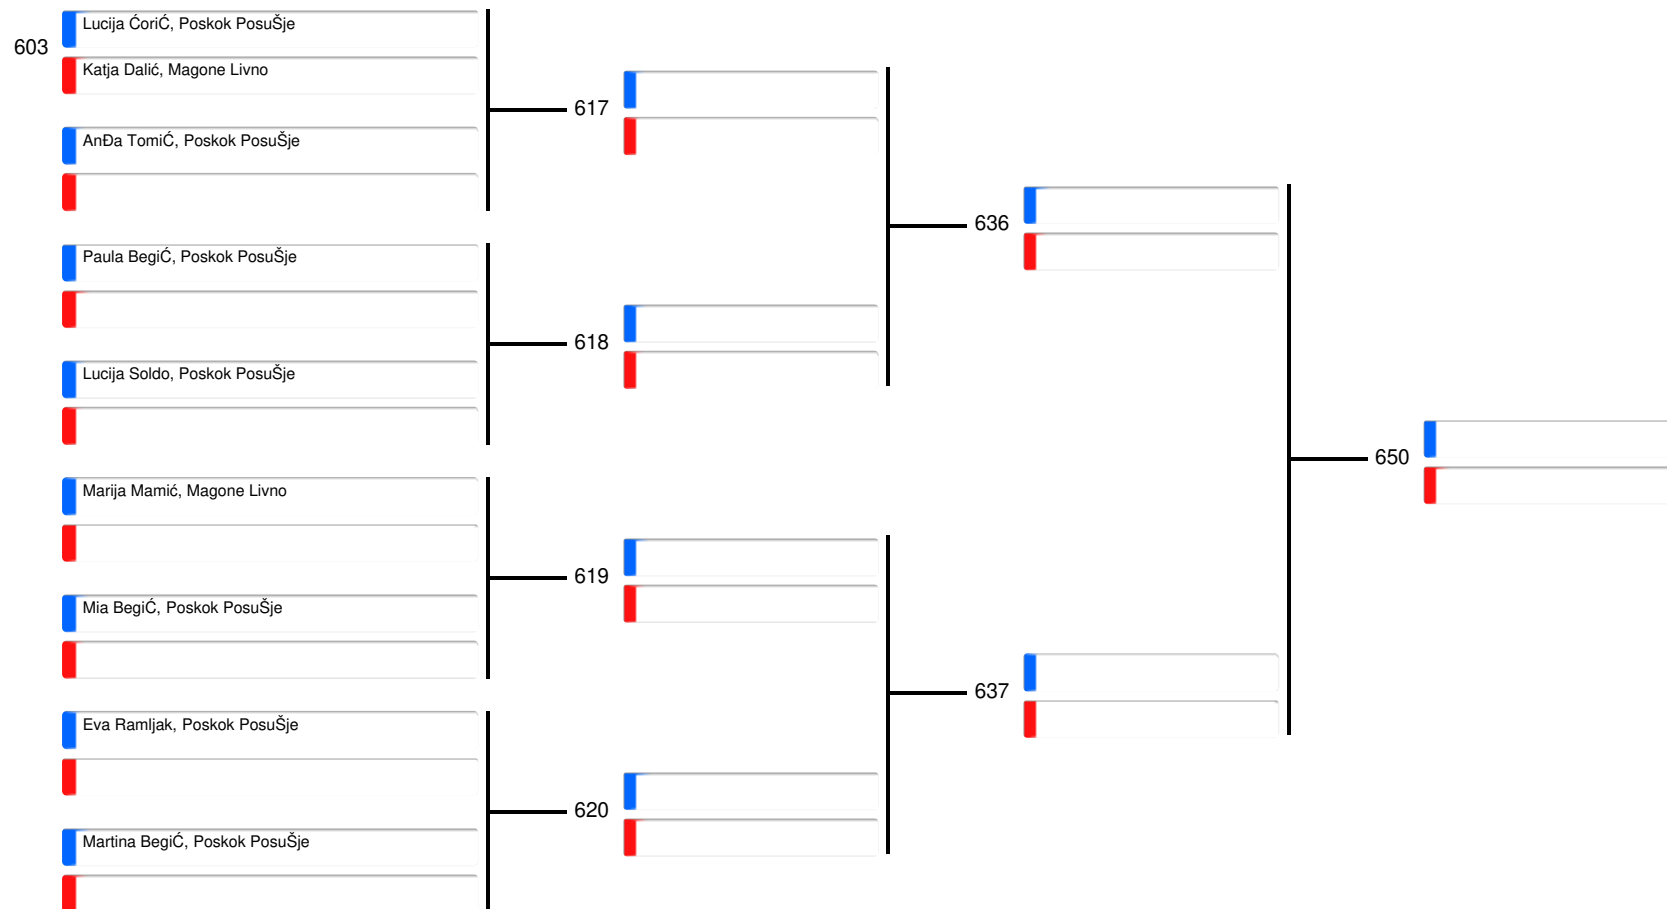 Lucija ĆoriĆ, Poskok PosuŠje
603
Katja Dalić, Magone Livno
617
AnĐa TomiĆ, Poskok PosuŠje
636
Paula BegiĆ, Poskok PosuŠje
618
Lucija Soldo, Poskok PosuŠje
650
Marija Mamić, Magone Livno
619
Mia BegiĆ, Poskok PosuŠje
637
Eva Ramljak, Poskok PosuŠje
620
Martina BegiĆ, Poskok PosuŠje